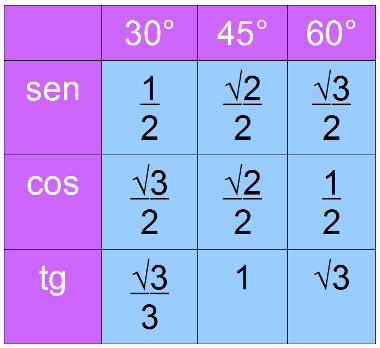 30° 45° 60°
sen 1/2 √2/2 √3/2
cos √3/2 √2/2 1/2
tg √3/3 1 √3